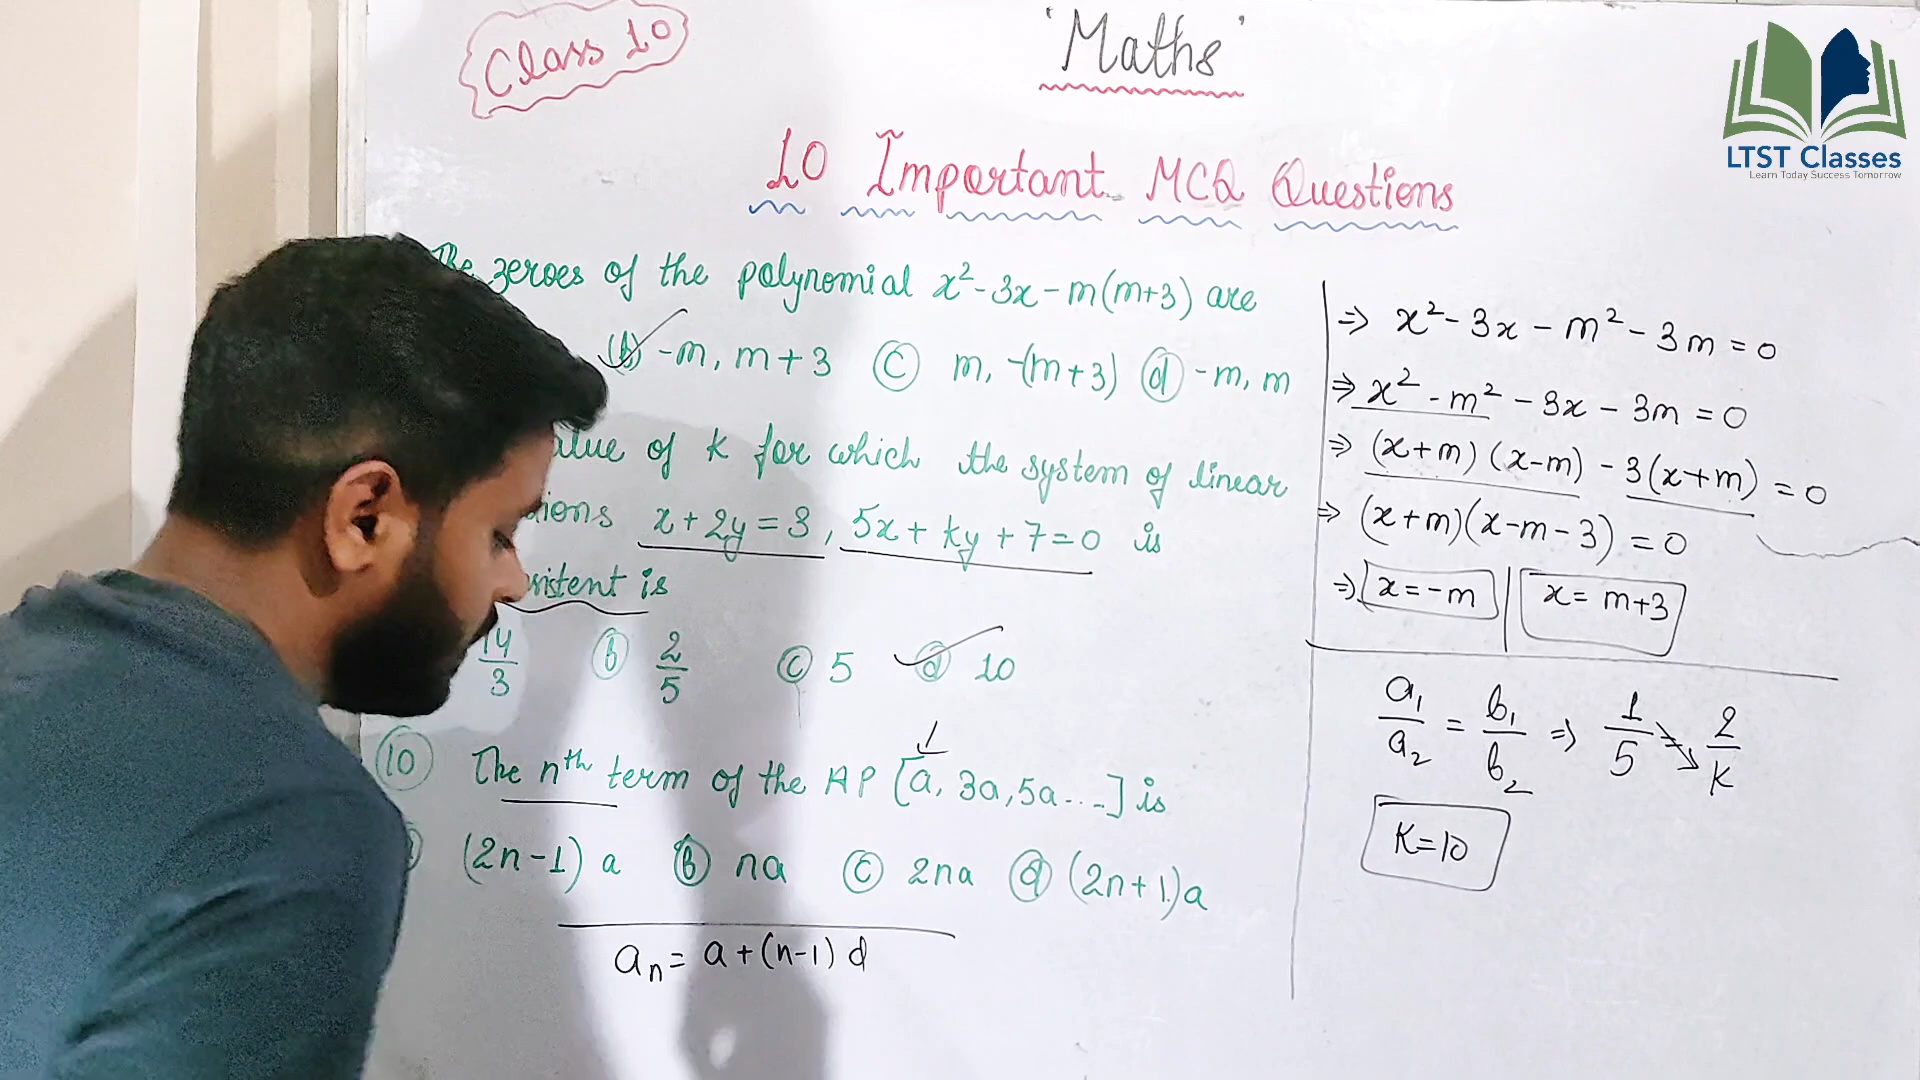 Class 10
'Maths'
LTST Classes
Learn Today Success Tomorrow
10 Important MCQ Questions
The zeroes of the polynomial x²-3x-m(m+3) are
(b) -m, m+3 (c) m, -(m+3) (d) -m, m
of k for which the system of linear
x+2y=3, 5x+ky+7=0 is
is
14/3 (b) 2/5 (c) 5 (d) 10
(10) The nth term of the AP [a, 3a, 5a....] is
(2n-1) a (b) na (c) 2na (d) (2n+1)a
aₙ = a+(n-1) d
⇒ x²-3x-m²-3m=0
⇒ x²-m²-3x-3m=0
⇒ (x+m)(x-m)-3(x+m)=0
⇒ (x+m)(x-m-3)=0
⇒ x=-m | x=m+3
a₁/a₂ = b₁/b₂ ⇒ 1/5 = 2/k
K=10